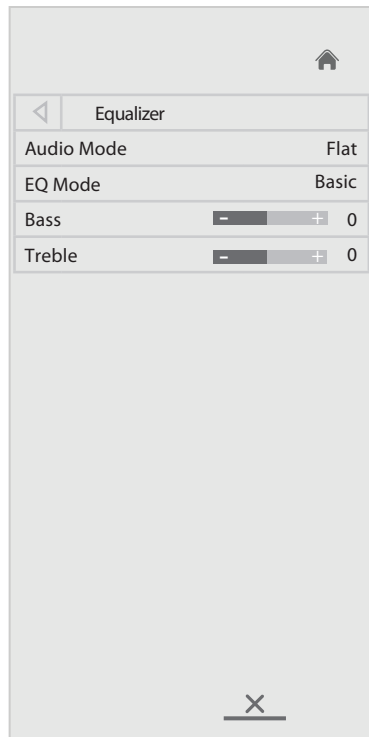 Equalizer
Audio Mode Flat
EQ Mode Basic
Bass - + 0
Treble - + 0